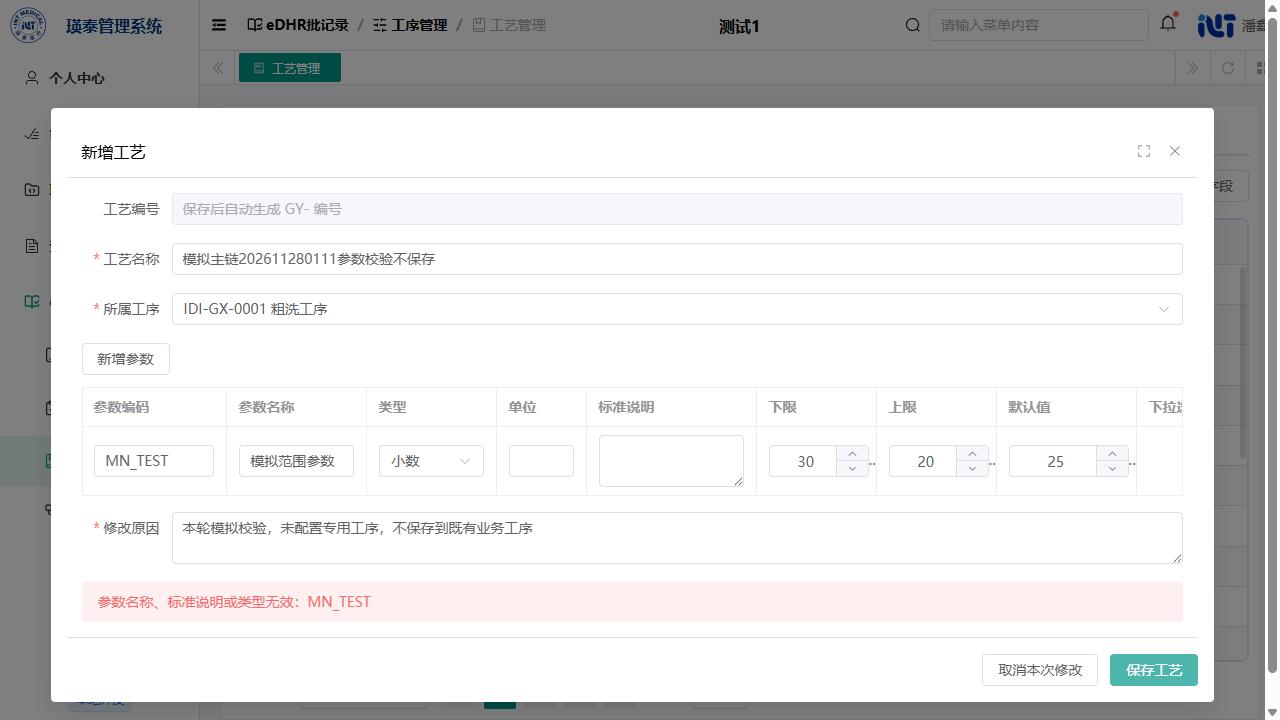 瑛泰管理系统
eDHR批记录 / 工序管理 / 工艺管理
测试1
请输入菜单内容
工艺管理
个人中心
新增工艺
工艺编号 保存后自动生成 GY- 编号
* 工艺名称 模拟主链202611280111参数校验不保存
* 所属工序 IDI-GX-0001 粗洗工序
新增参数
参数编码 参数名称 类型 单位 标准说明 下限 上限 默认值
MN_TEST 模拟范围参数 小数 30 20 25
* 修改原因 本轮模拟校验，未配置专用工序，不保存到既有业务工序
参数名称、标准说明或类型无效：MN_TEST
取消本次修改 保存工艺